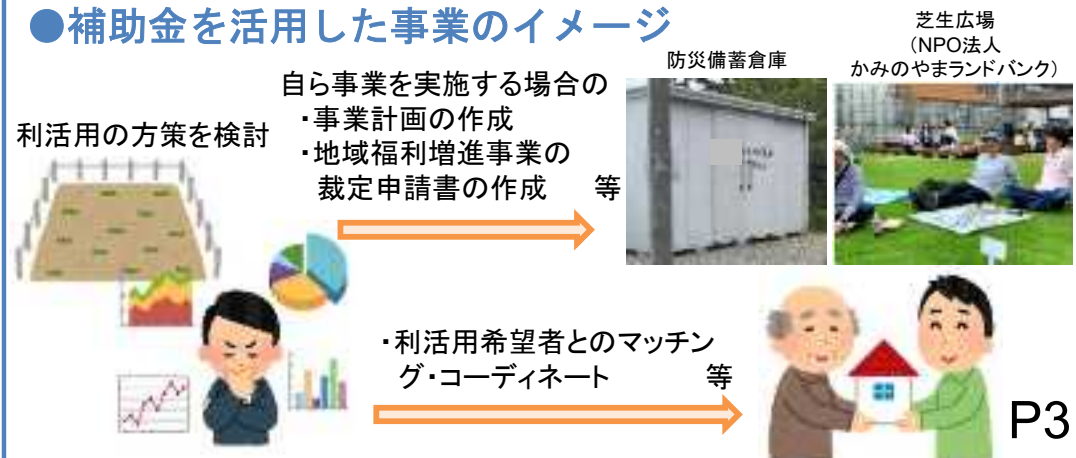 ●補助金を活用した事業のイメージ
利活用の方策を検討
自ら事業を実施する場合の
・事業計画の作成
・地域福利増進事業の
裁定申請書の作成 等
防災備蓄倉庫
芝生広場
（NPO法人
かみのやまランドバンク）
・利活用希望者とのマッチン
グ・コーディネート 等
P3